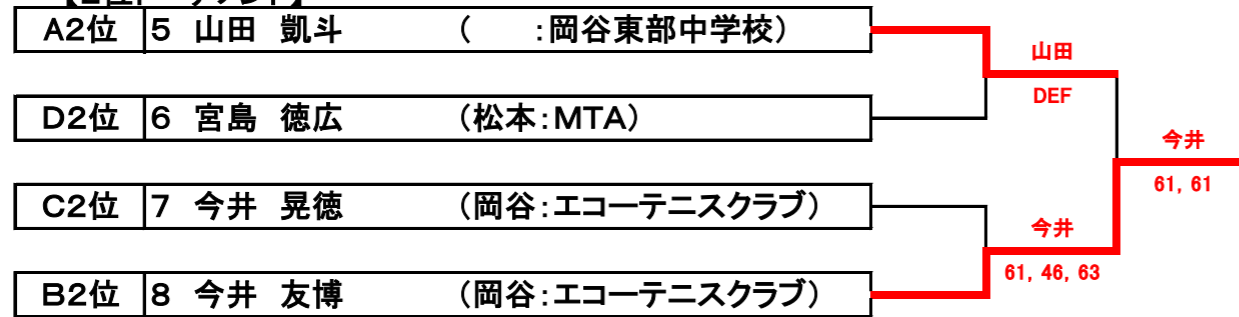 A2位 5 山田 凱斗 ( :岡谷東部中学校)
山田
DEF
D2位 6 宮島 徳広 (松本:MTA)
今井
61, 61
C2位 7 今井 晃徳 (岡谷:エコーテニスクラブ)
今井
61, 46, 63
B2位 8 今井 友博 (岡谷:エコーテニスクラブ)